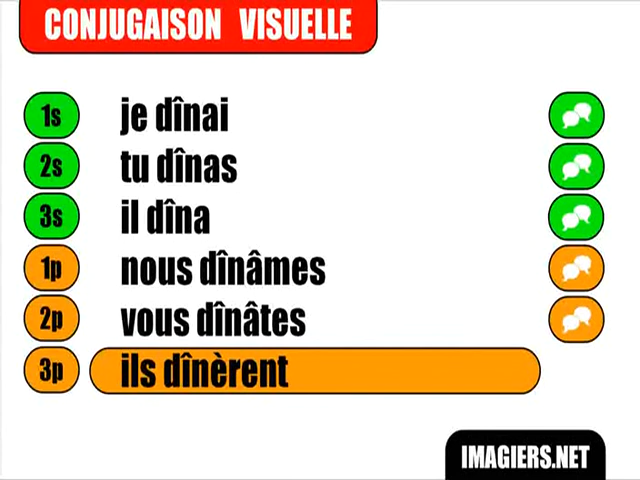 CONJUGAISON VISUELLE
1s je dînai
2s tu dînas
3s il dîna
1p nous dînâmes
2p vous dînâtes
3p ils dînèrent
IMAGIERS.NET